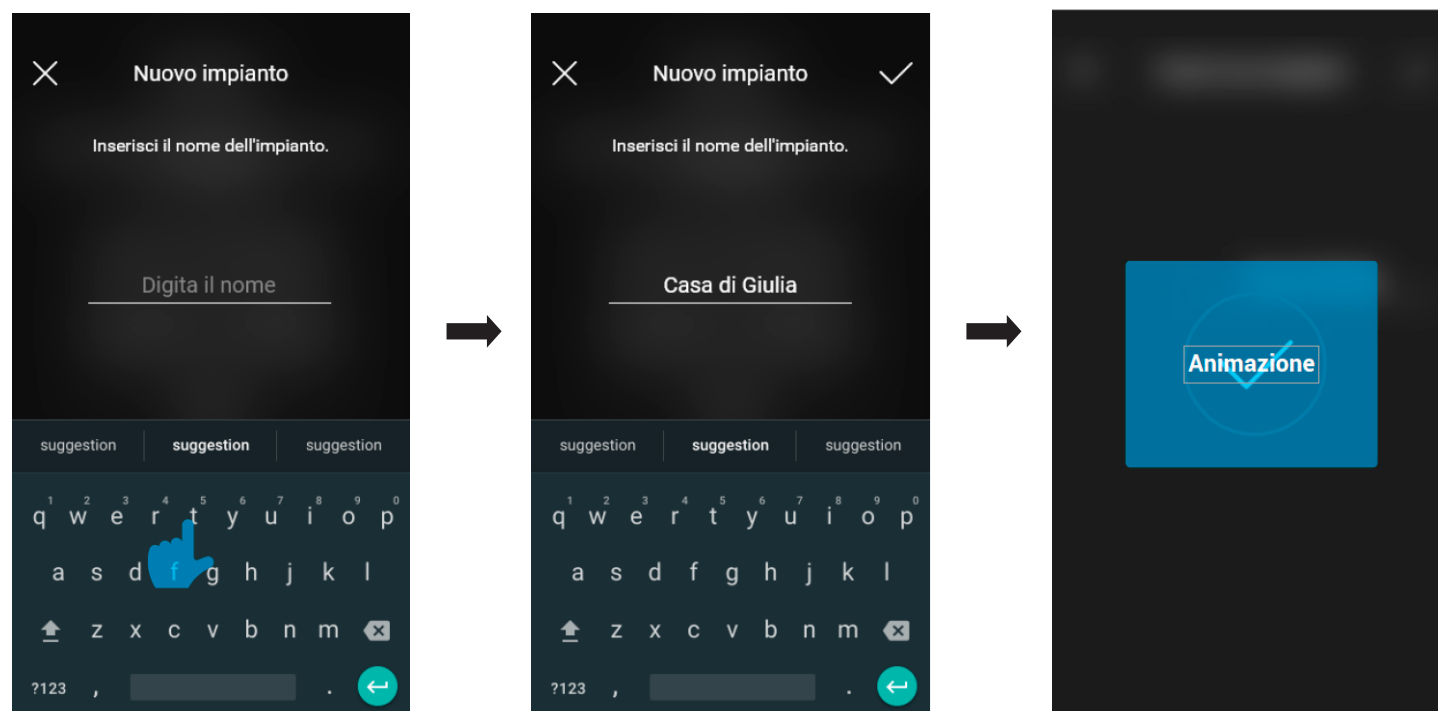 Nuovo impianto
Inserisci il nome dell'impianto.
Digita il nome
suggestion suggestion suggestion
1 2 3 4 5 6 7 8 9 0
q w e r t y u i o p
a s d f g h j k l
z x c v b n m
?123 , .
Nuovo impianto
Inserisci il nome dell'impianto.
Casa di Giulia
suggestion suggestion suggestion
1 2 3 4 5 6 7 8 9 0
q w e r t y u i o p
a s d f g h j k l
z x c v b n m
?123 , .
Animazione